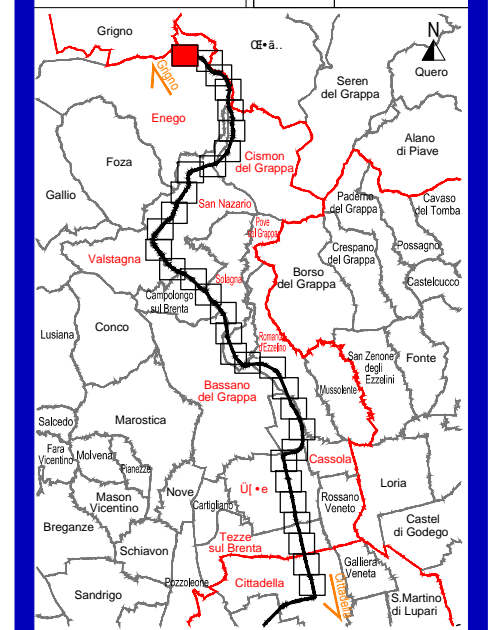 Grigno
Œ•ã..
N
Quero
Seren
del Grappa
Grigno
Enego
Alano
di Piave
Foza
Cismon
del Grappa
Gallio
San Nazario
Paderno
del Grappa
Cavaso
del Tomba
Pove
del Grappa
Valstagna
Crespano
del Grappa
Possagno
Solagna
Borso
del Grappa
Castelcucco
Campolongo
sul Brenta
Lusiana
Conco
Romano
d'Ezzelino
San Zenone
degli
Ezzelini
Fonte
Bassano
del Grappa
Mussolente
Salcedo
Marostica
Fara
Vicentino
Molvena
Pianezze
Cassola
Loria
Mason
Vicentino
Nove
Cartigliano
Ü[ •e
Rossano
Veneto
Breganze
Castel
di Godego
Schiavon
Tezze
sul Brenta
Galliera
Veneta
Sandrigo
Pozzoleone
Cittadella
Cittadella
S.Martino
di Lupari